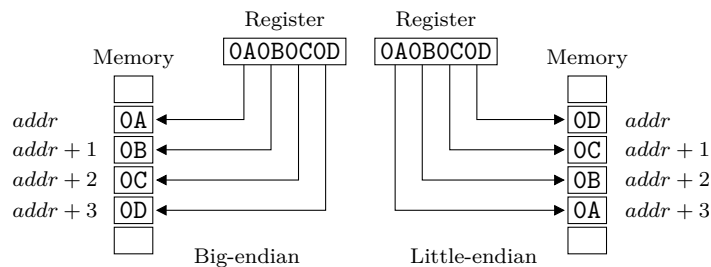 Register Register
0A0B0C0D 0A0B0C0D
Memory Memory
addr 0A 0D addr
addr + 1 0B 0C addr + 1
addr + 2 0C 0B addr + 2
addr + 3 0D 0A addr + 3
Big-endian Little-endian